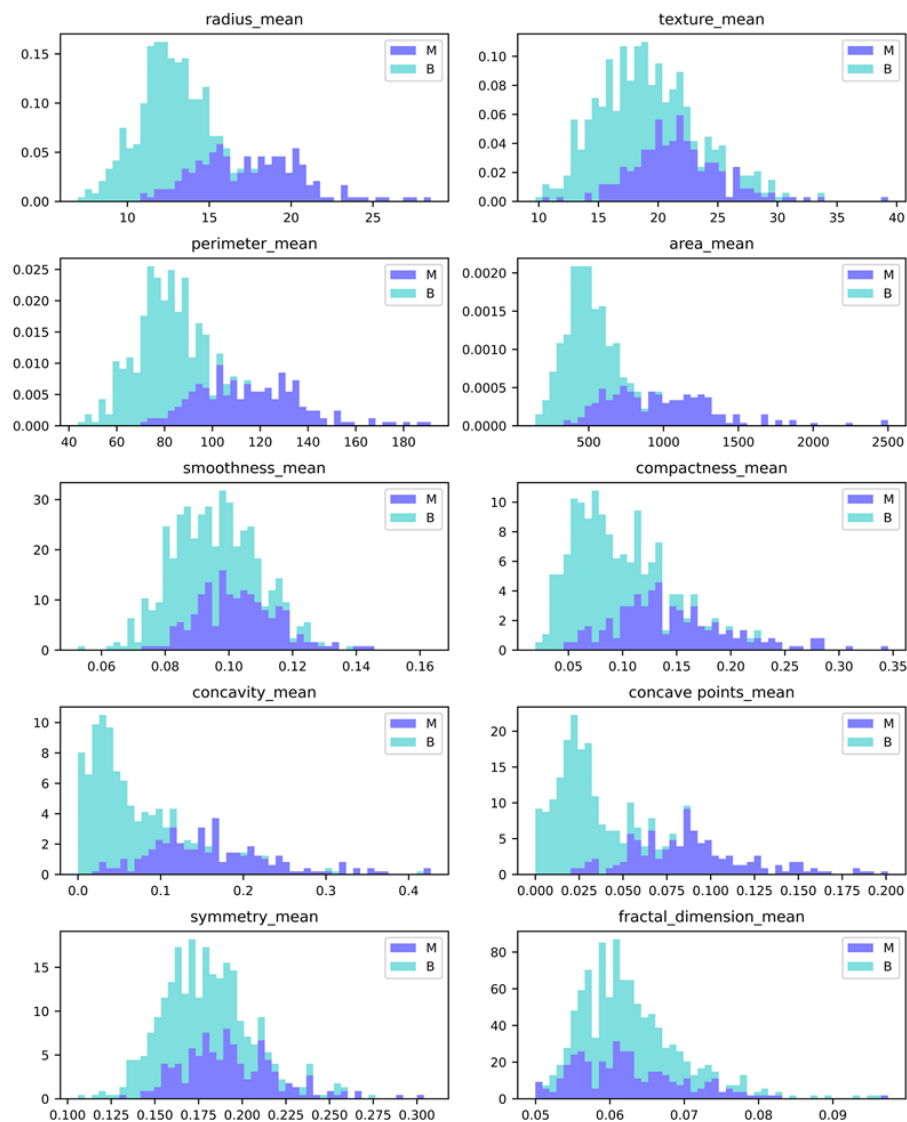 radius_mean
0.15
0.10
0.05
0.00
10 15 20 25
M
B
texture_mean
0.10
0.08
0.06
0.04
0.02
0.00
10 15 20 25 30 35 40
M
B
perimeter_mean
0.025
0.020
0.015
0.010
0.005
0.000
40 60 80 100 120 140 160 180
M
B
area_mean
0.0020
0.0015
0.0010
0.0005
0.0000
500 1000 1500 2000 2500
M
B
smoothness_mean
30
20
10
0
0.06 0.08 0.10 0.12 0.14 0.16
M
B
compactness_mean
10
8
6
4
2
0
0.05 0.10 0.15 0.20 0.25 0.30 0.35
M
B
concavity_mean
10
8
6
4
2
0
0.0 0.1 0.2 0.3 0.4
M
B
concave points_mean
20
15
10
5
0
0.000 0.025 0.050 0.075 0.100 0.125 0.150 0.175 0.200
M
B
symmetry_mean
15
10
5
0
0.100 0.125 0.150 0.175 0.200 0.225 0.250 0.275 0.300
M
B
fractal_dimension_mean
80
60
40
20
0
0.05 0.06 0.07 0.08 0.09
M
B